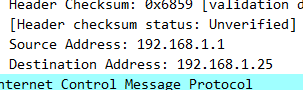 Header Checksum: 0x6859 [validation d
[Header checksum status: Unverified]
Source Address: 192.168.1.1
Destination Address: 192.168.1.25
nternet Control Message Protocol